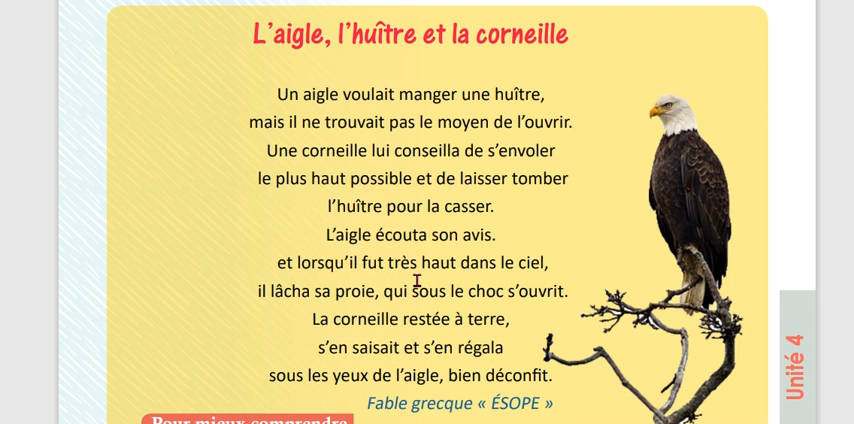 L'aigle, l'huître et la corneille
Un aigle voulait manger une huître,
mais il ne trouvait pas le moyen de l'ouvrir.
Une corneille lui conseilla de s'envoler
le plus haut possible et de laisser tomber
l'huître pour la casser.
L'aigle écouta son avis.
et lorsqu'il fut très haut dans le ciel,
il lâcha sa proie, qui sous le choc s'ouvrit.
La corneille restée à terre,
s'en saisait et s'en régala
sous les yeux de l'aigle, bien déconfit.
Fable grecque « ÉSOPE »
Pour mieux comprendre
Unité 4